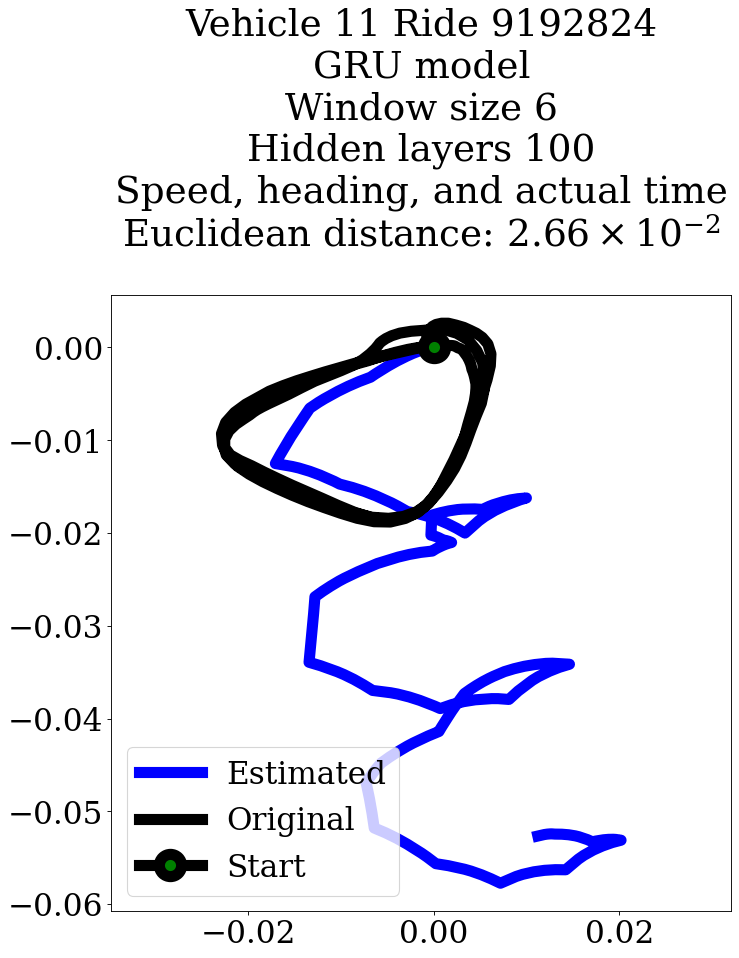 Vehicle 11 Ride 9192824
GRU model
Window size 6
Hidden layers 100
Speed, heading, and actual time
Euclidean distance: 2.66 × 10⁻²
0.00
−0.01
−0.02
−0.03
−0.04
−0.05
−0.06
Estimated
Original
Start
−0.02 0.00 0.02